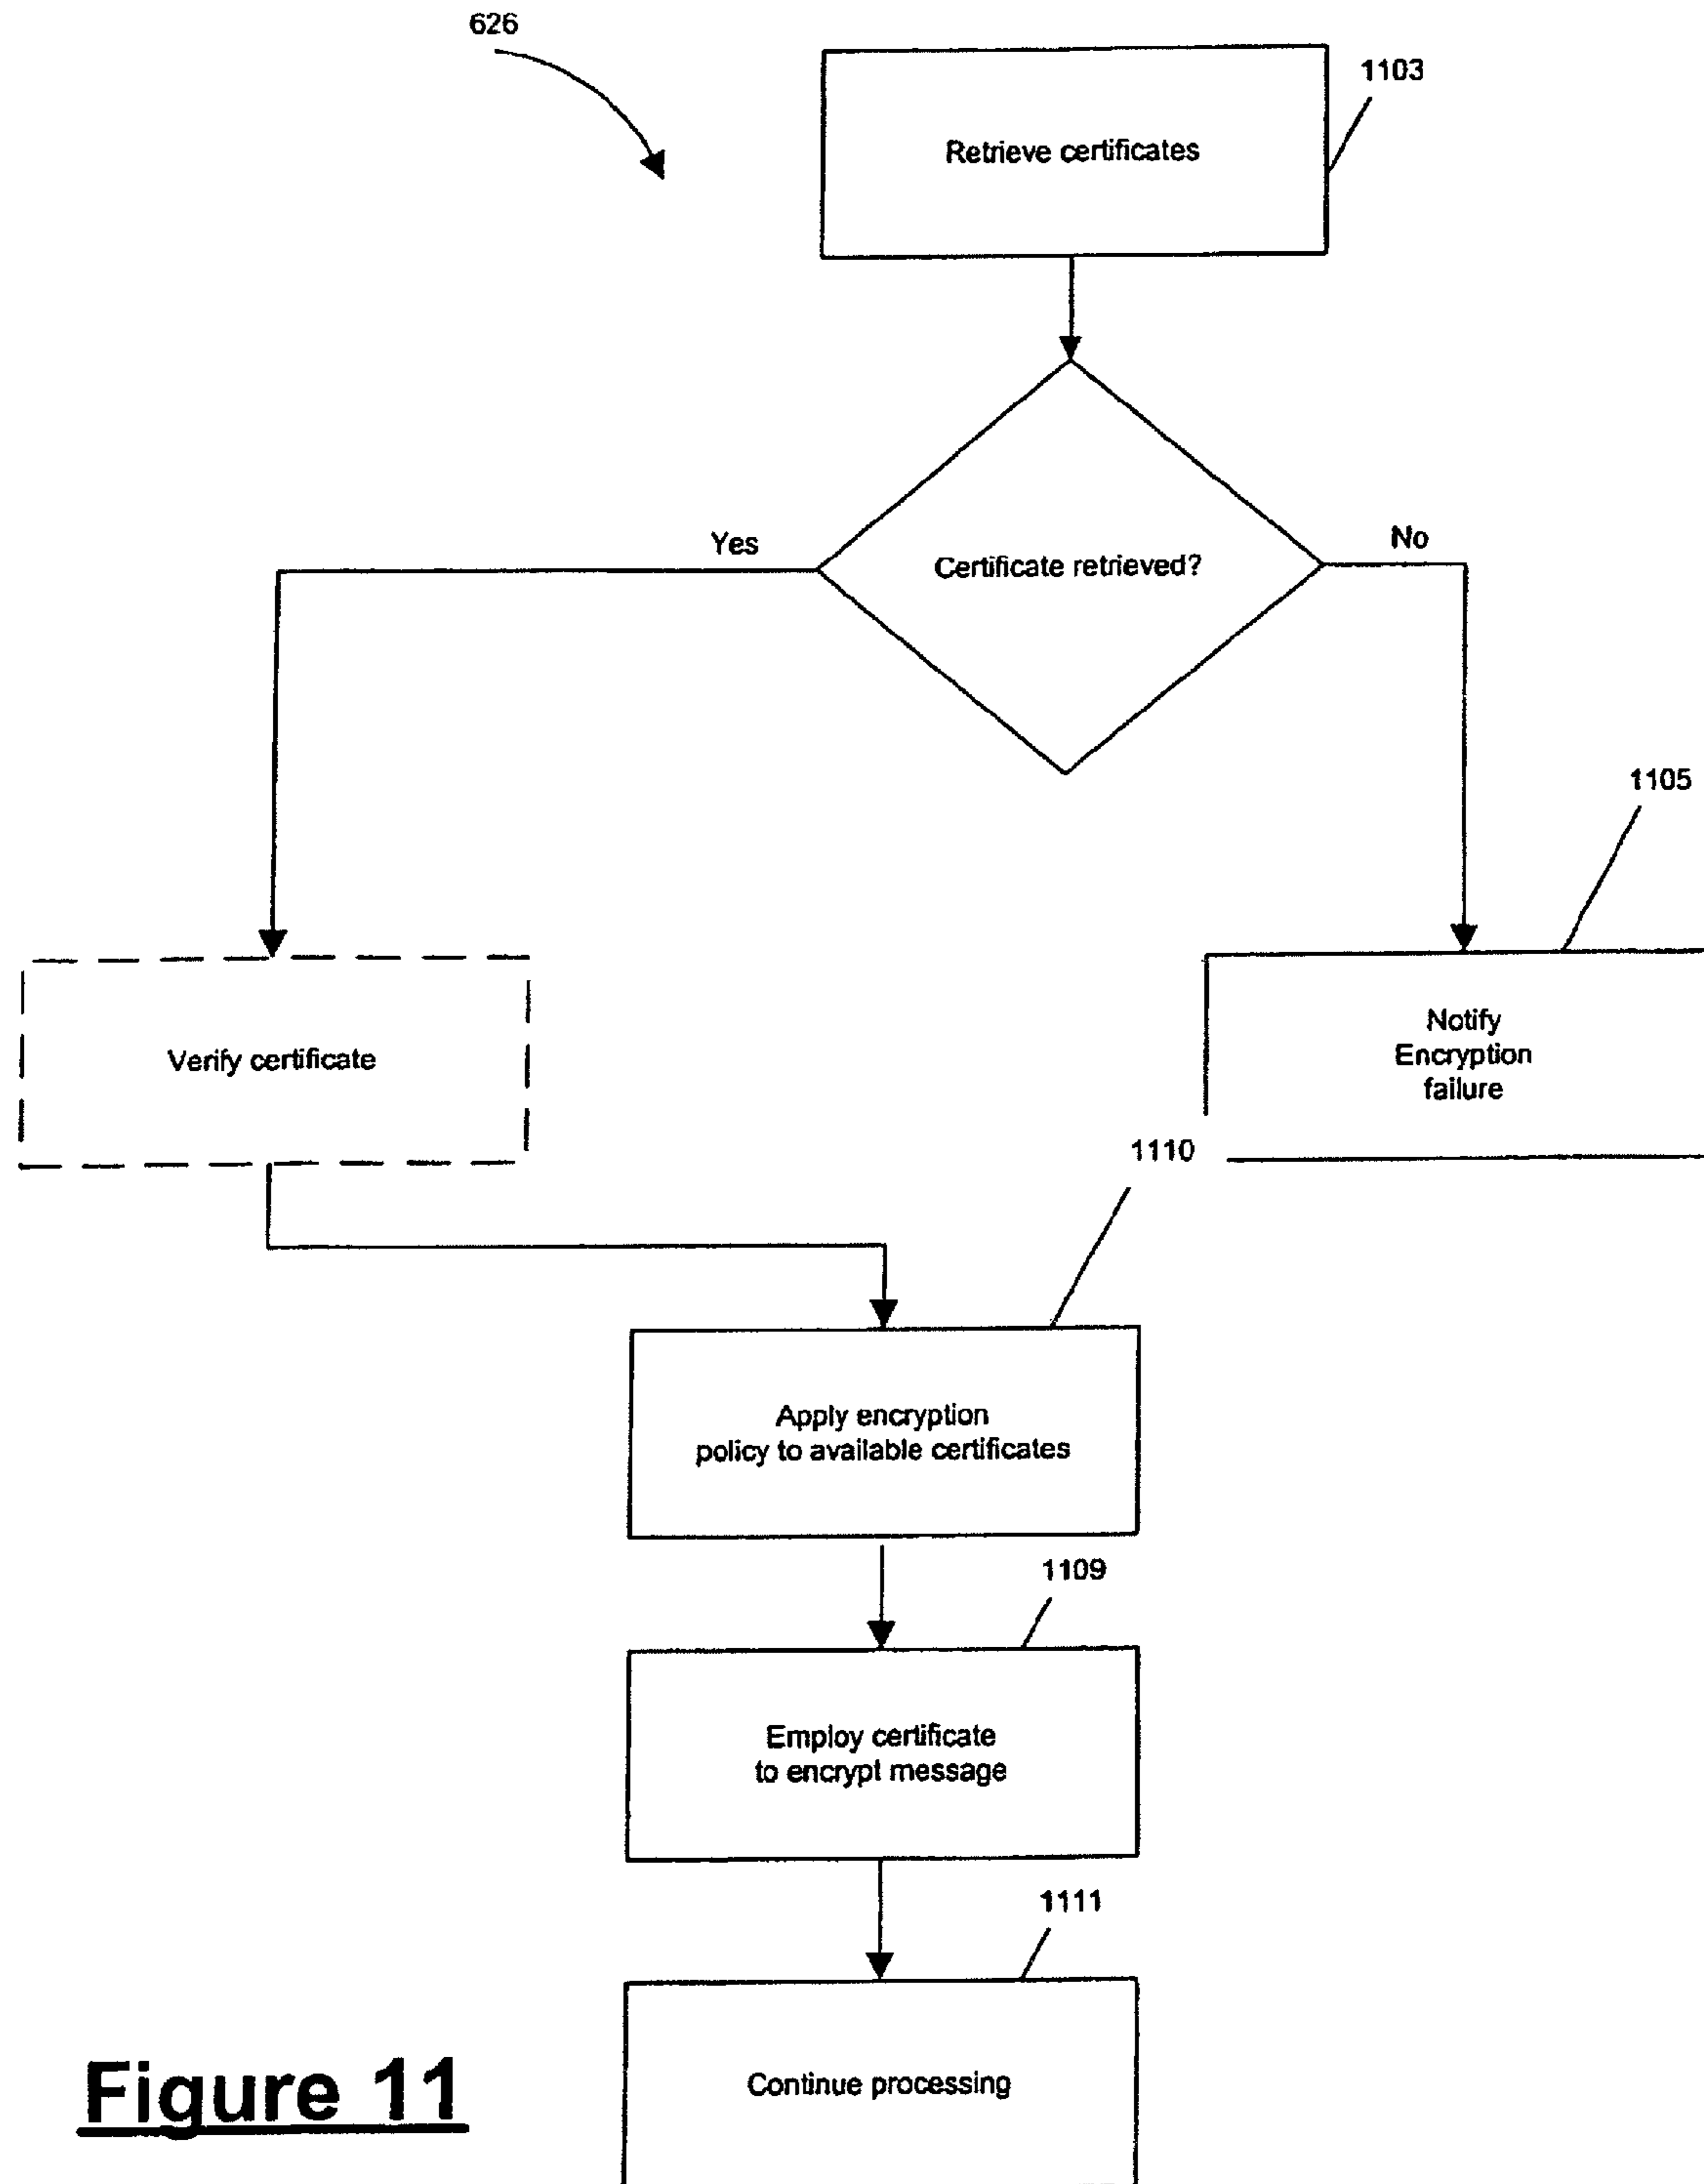 626
1103
Retrieve certificates
Yes
Certificate retrieved?
No
1105
Verify certificate
Notify
Encryption
failure
1110
Apply encryption
policy to available certificates
1109
Employ certificate
to encrypt message
1111
Continue processing
Figure 11